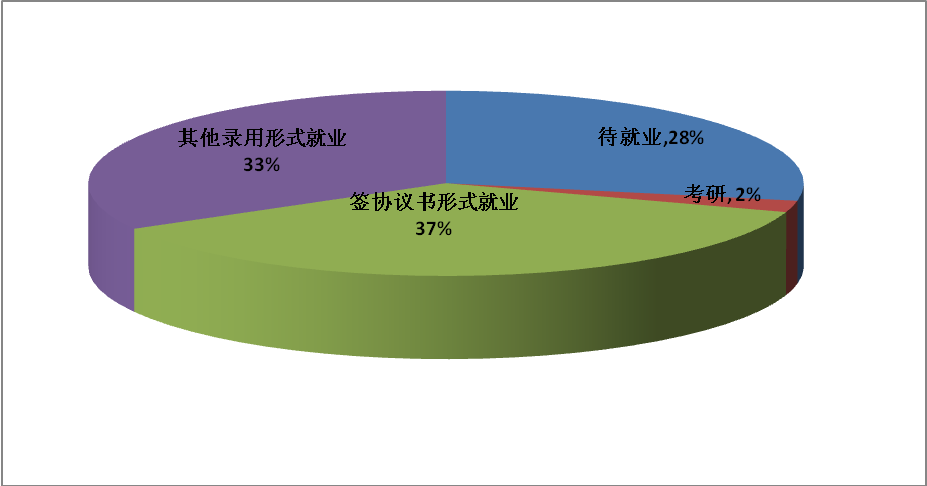 其他录用形式就业
33%
待就业,28%
考研, 2%
签协议书形式就业
37%